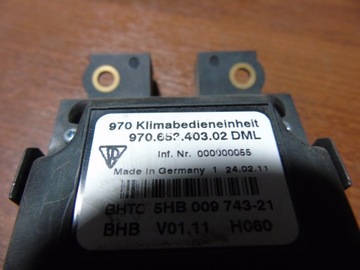 970 Klimabedieneinheit
970.653.403.02 DML
Inf. Nr. 000000055
Made in Germany 1 24.02.11
BHTC 5HB 009 743-21
BHB V01.11 H060